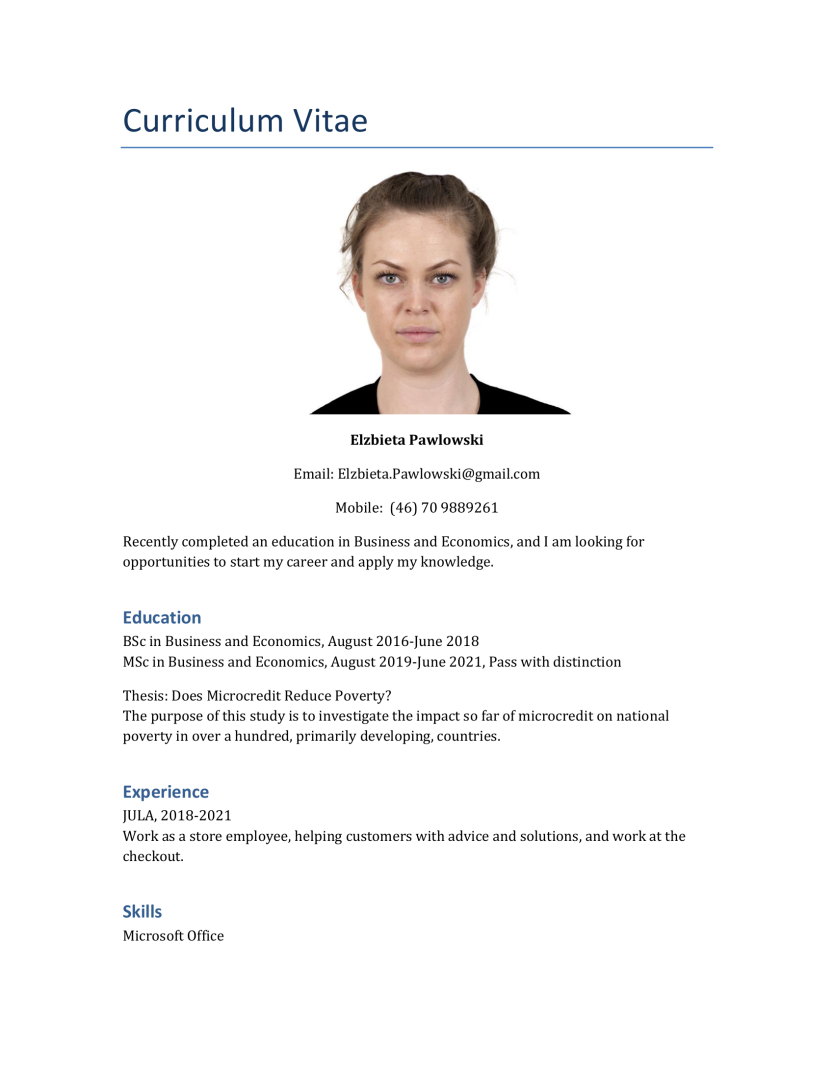 Curriculum Vitae
Elzbieta Pawlowski
Email: Elzbieta.Pawlowski@gmail.com
Mobile:  (46) 70 9889261
Recently completed an education in Business and Economics, and I am looking for
opportunities to start my career and apply my knowledge.
Education
BSc in Business and Economics, August 2016-June 2018
MSc in Business and Economics, August 2019-June 2021, Pass with distinction
Thesis: Does Microcredit Reduce Poverty?
The purpose of this study is to investigate the impact so far of microcredit on national
poverty in over a hundred, primarily developing, countries.
Experience
JULA, 2018-2021
Work as a store employee, helping customers with advice and solutions, and work at the
checkout.
Skills
Microsoft Office